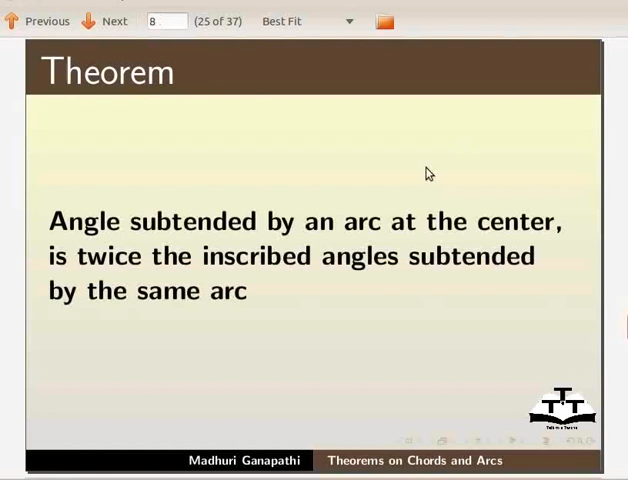 Previous Next 8 (25 of 37) Best Fit
Theorem
Angle subtended by an arc at the center,
is twice the inscribed angles subtended
by the same arc
Madhuri Ganapathi Theorems on Chords and Arcs